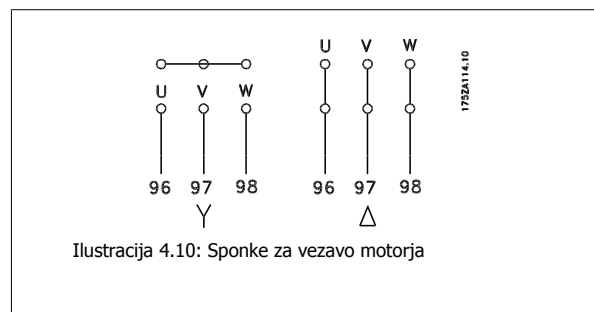 U V W
U V W
175ZA114.10
96 97 98
96 97 98
Y Δ
Ilustracija 4.10: Sponke za vezavo motorja